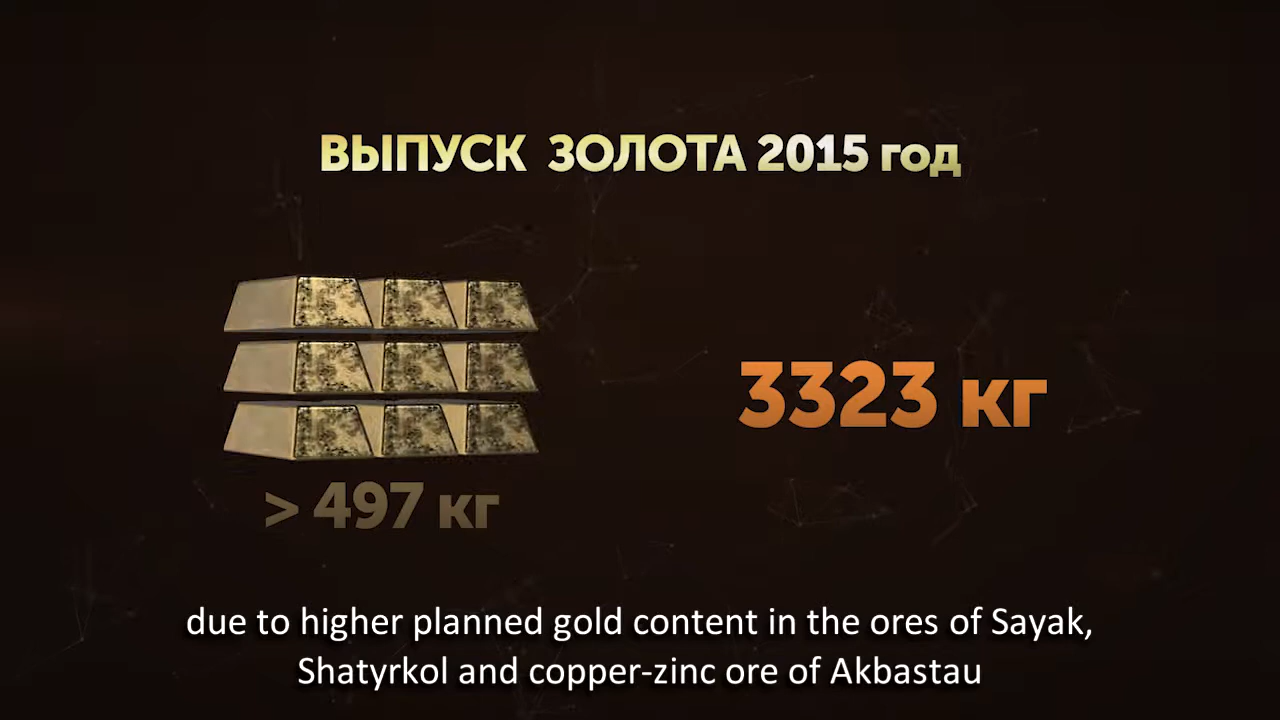 ВЫПУСК ЗОЛОТА 2015 год
3323 кг
> 497 кг
due to higher planned gold content in the ores of Sayak,
Shatyrkol and copper-zinc ore of Akbastau